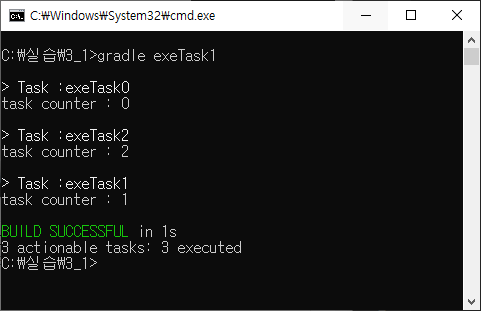 C:₩Windows₩System32₩cmd.exe
C:₩실습₩3_1>gradle exeTask1
> Task :exeTask0
task counter : 0
> Task :exeTask2
task counter : 2
> Task :exeTask1
task counter : 1
BUILD SUCCESSFUL in 1s
3 actionable tasks: 3 executed
C:₩실습₩3_1>